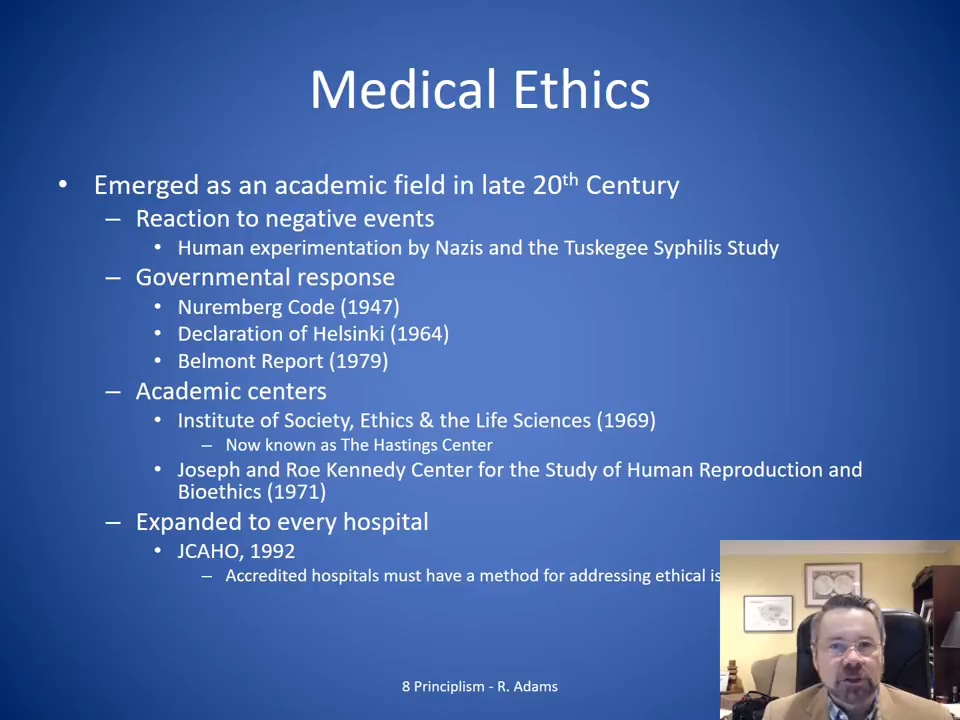 Medical Ethics
• Emerged as an academic field in late 20th Century
– Reaction to negative events
• Human experimentation by Nazis and the Tuskegee Syphilis Study
– Governmental response
• Nuremberg Code (1947)
• Declaration of Helsinki (1964)
• Belmont Report (1979)
– Academic centers
• Institute of Society, Ethics & the Life Sciences (1969)
– Now known as The Hastings Center
• Joseph and Roe Kennedy Center for the Study of Human Reproduction and
Bioethics (1971)
– Expanded to every hospital
• JCAHO, 1992
– Accredited hospitals must have a method for addressing ethical
8 Principlism - R. Adams